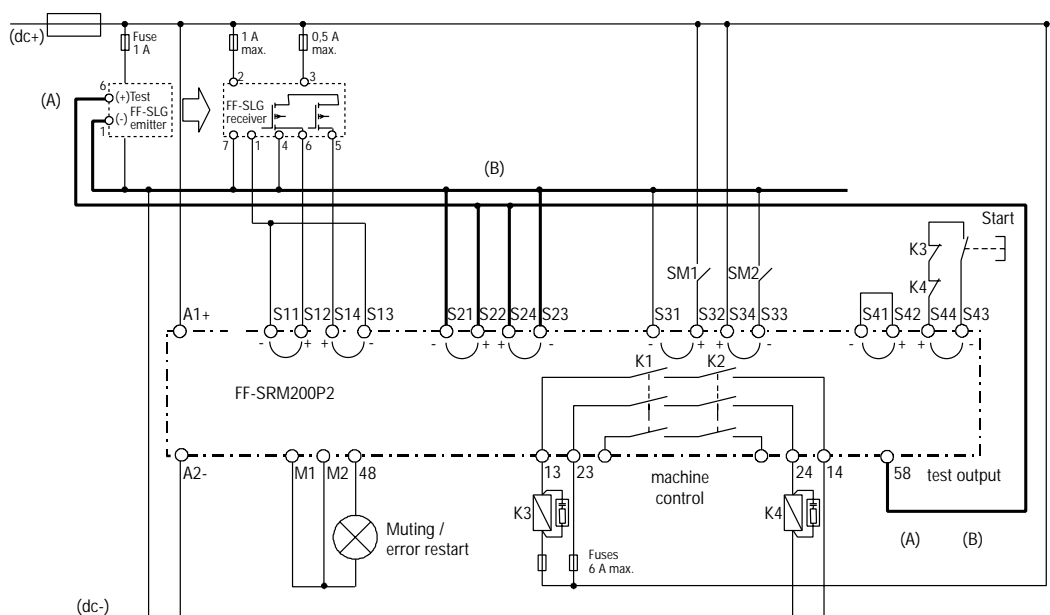 (dc+)
Fuse
1 A
1 A
max.
0,5 A
max.
2
3
(A)
6
(+)Test
(-) FF-SLG
emitter
1
FF-SLG
receiver
7
1
4
6
5
(B)
Start
K3
K4
SM1
SM2
A1+
S11
S12
S14
S13
S21
S22
S24
S23
S31
S32
S34
S33
S41
S42
S44
S43
-
+
+
-
-
+
+
-
-
+
+
-
-
+
+
-
K1
K2
FF-SRM200P2
A2-
M1
M2
48
13
23
machine
control
24
14
58
test output
K3
K4
Muting /
error restart
Fuses
6 A max.
(A)
(B)
(dc-)